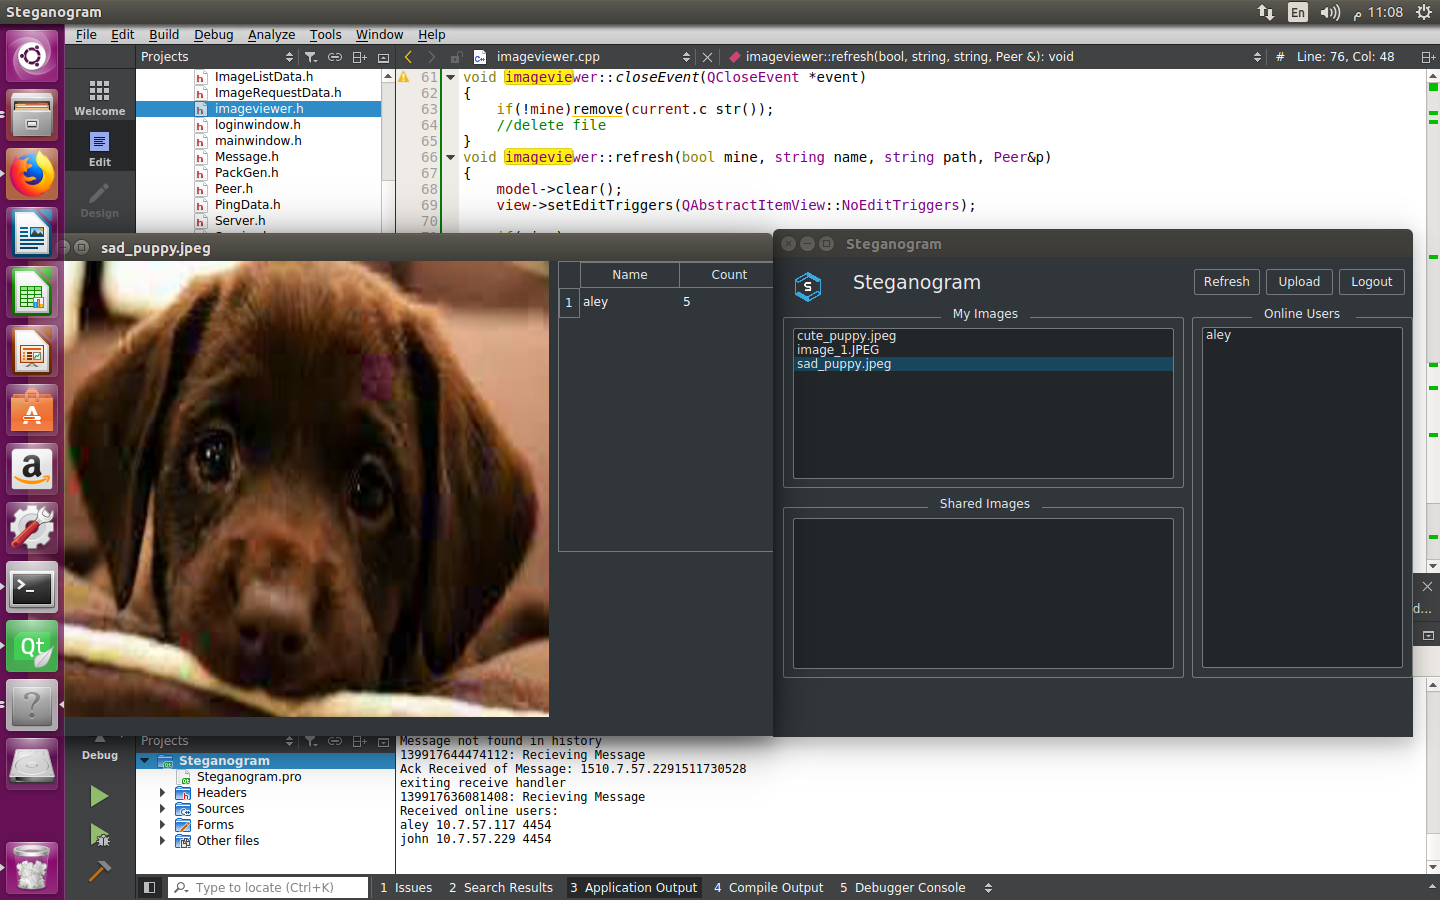 Steganogram
En
م 11:08
File Edit Build Debug Analyze Tools Window Help
Projects
imageviewer.cpp
imageviewer::refresh(bool, string, string, Peer &): void
# Line: 76, Col: 48
Welcome
Edit
Design
ImageListData.h
ImageRequestData.h
imageviewer.h
loginwindow.h
mainwindow.h
Message.h
PackGen.h
Peer.h
PingData.h
Server.h
61 void imageviewer::closeEvent(QCloseEvent *event)
62 {
63 if(!mine)remove(current.c str());
64 //delete file
65 }
66 void imageviewer::refresh(bool mine, string name, string path, Peer&p)
67 {
68 model->clear();
69 view->setEditTriggers(QAbstractItemView::NoEditTriggers);
70
sad_puppy.jpeg
Name Count
1 aley 5
Steganogram
S
Steganogram
Refresh Upload Logout
My Images
cute_puppy.jpeg
image_1.JPEG
sad_puppy.jpeg
Shared Images
Online Users
aley
d...
Debug
Projects
Steganogram
Steganogram.pro
Headers
Sources
Forms
Other files
Message not found in history
139917644474112: Recieving Message
Ack Received of Message: 1510.7.57.2291511730528
exiting receive handler
139917636081408: Recieving Message
Received online users:
aley 10.7.57.117 4454
john 10.7.57.229 4454
Type to locate (Ctrl+K)
1 Issues 2 Search Results 3 Application Output 4 Compile Output 5 Debugger Console